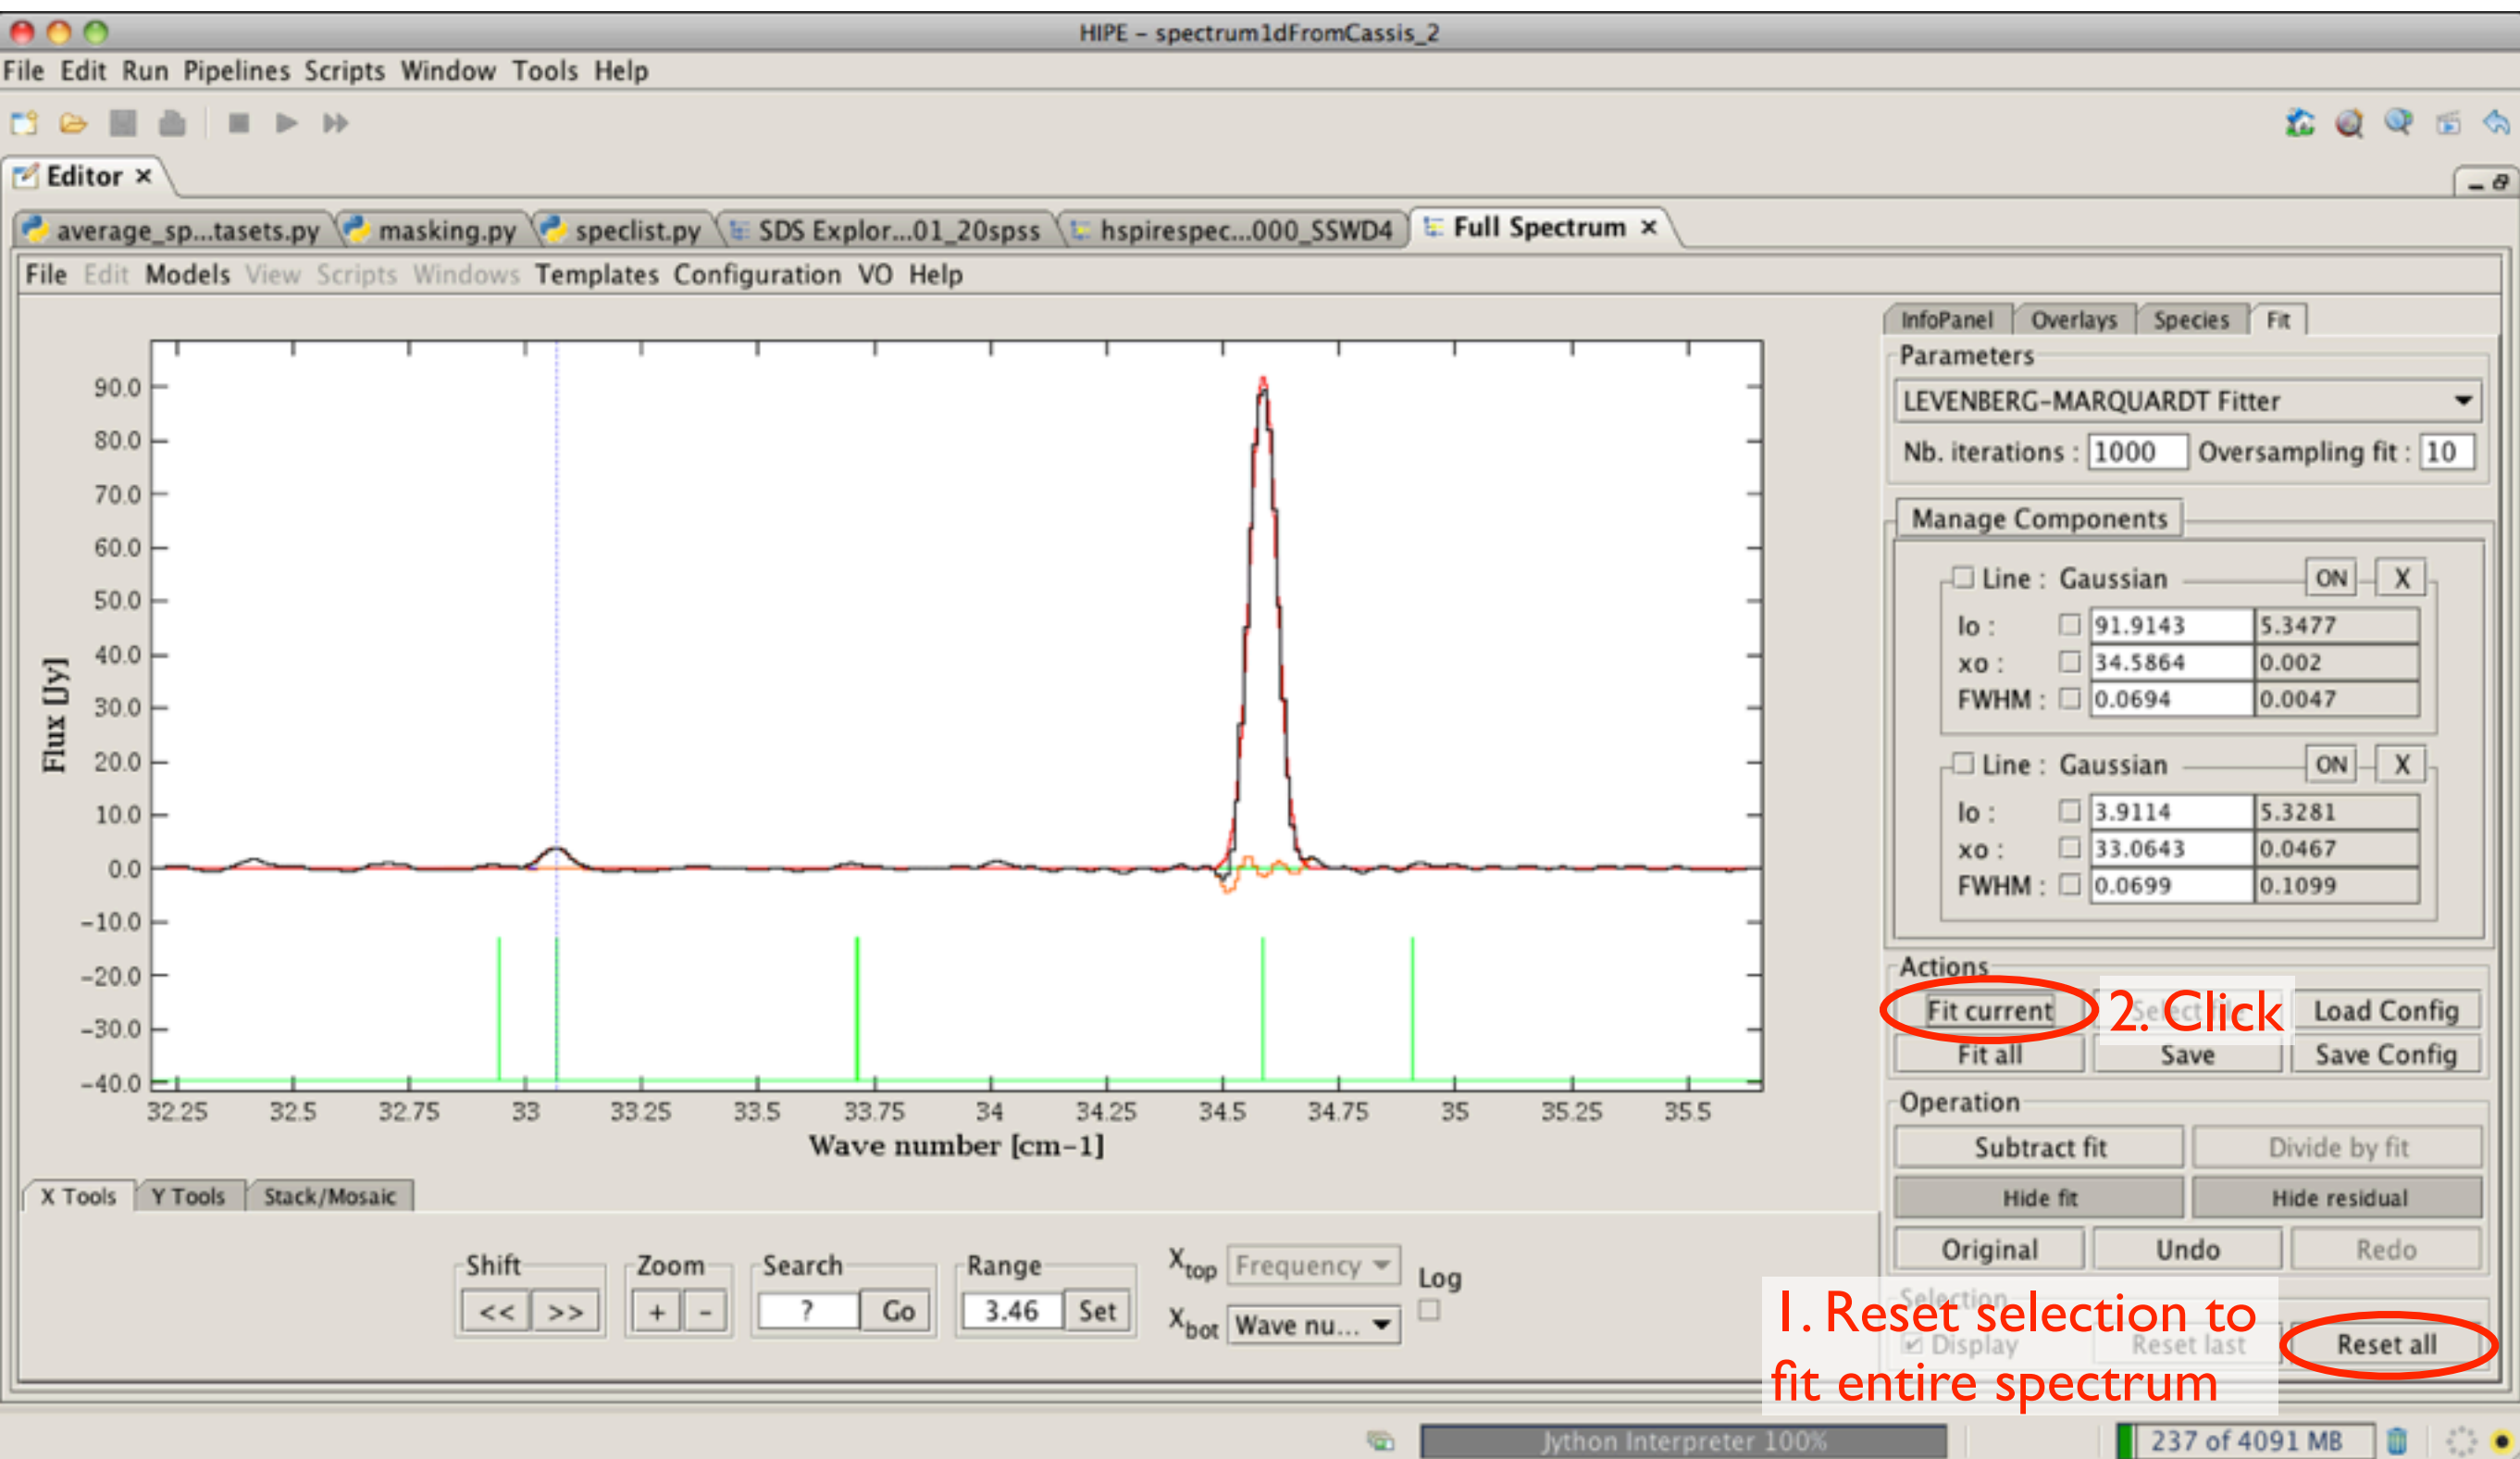 HIPE – spectrum1dFromCassis_2
File Edit Run Pipelines Scripts Window Tools Help
Editor ×
average_sp...tasets.py masking.py speclist.py SDS Explor...01_20spss hspirespec...000_SSWD4 Full Spectrum ×
File Edit Models View Scripts Windows Templates Configuration VO Help
InfoPanel Overlays Species Fit
Parameters
LEVENBERG-MARQUARDT Fitter
Nb. iterations : 1000 Oversampling fit : 10
Manage Components
Line : Gaussian ON X
Io : 91.9143 5.3477
xo : 34.5864 0.002
FWHM : 0.0694 0.0047
Line : Gaussian ON X
Io : 3.9114 5.3281
xo : 33.0643 0.0467
FWHM : 0.0699 0.1099
Actions
Fit current 2. Click Load Config
Fit all Save Save Config
Operation
Subtract fit Divide by fit
Hide fit Hide residual
Original Undo Redo
Selection
Display Reset last Reset all
1. Reset selection to
fit entire spectrum
90.0
80.0
70.0
60.0
50.0
40.0
30.0
20.0
10.0
0.0
-10.0
-20.0
-30.0
-40.0
Flux [Jy]
32.25 32.5 32.75 33 33.25 33.5 33.75 34 34.25 34.5 34.75 35 35.25 35.5
Wave number [cm-1]
X Tools Y Tools Stack/Mosaic
Shift Zoom Search Range
<< >> + - ? Go 3.46 Set
Xtop Frequency Log
Xbot Wave nu...
Jython Interpreter 100%
237 of 4091 MB